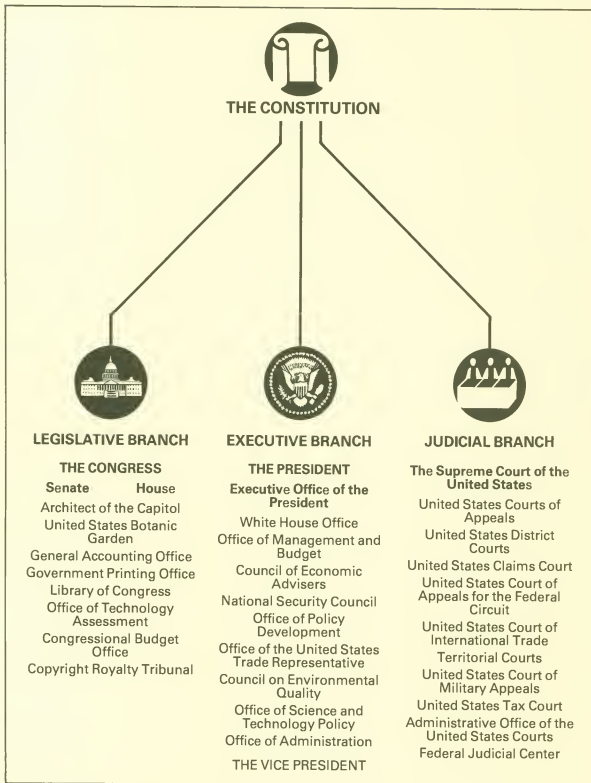 THE CONSTITUTION
LEGISLATIVE BRANCH
THE CONGRESS
Senate House
Architect of the Capitol
United States Botanic
Garden
General Accounting Office
Government Printing Office
Library of Congress
Office of Technology
Assessment
Congressional Budget
Office
Copyright Royalty Tribunal
EXECUTIVE BRANCH
THE PRESIDENT
Executive Office of the
President
White House Office
Office of Management and
Budget
Council of Economic
Advisers
National Security Council
Office of Policy
Development
Office of the United States
Trade Representative
Council on Environmental
Quality
Office of Science and
Technology Policy
Office of Administration
THE VICE PRESIDENT
JUDICIAL BRANCH
The Supreme Court of the
United States
United States Courts of
Appeals
United States District
Courts
United States Claims Court
United States Court of
Appeals for the Federal
Circuit
United States Court of
International Trade
Territorial Courts
United States Court of
Military Appeals
United States Tax Court
Administrative Office of the
United States Courts
Federal Judicial Center